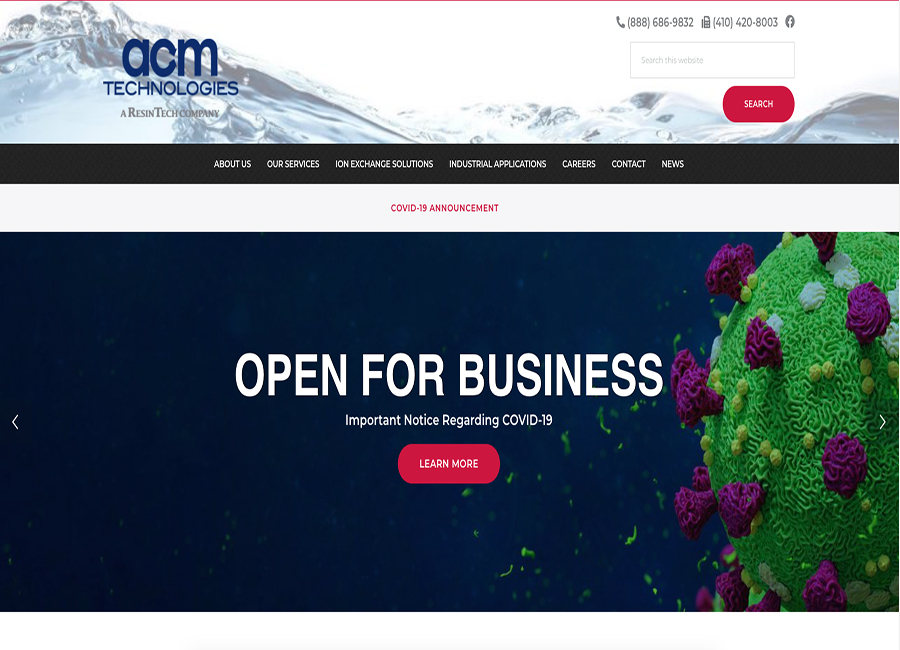 (888) 686-9832 (410) 420-8003
acm
TECHNOLOGIES
A RESINTECH COMPANY
Search this website
SEARCH
ABOUT US OUR SERVICES ION EXCHANGE SOLUTIONS INDUSTRIAL APPLICATIONS CAREERS CONTACT NEWS
COVID-19 ANNOUNCEMENT
OPEN FOR BUSINESS
Important Notice Regarding COVID-19
LEARN MORE